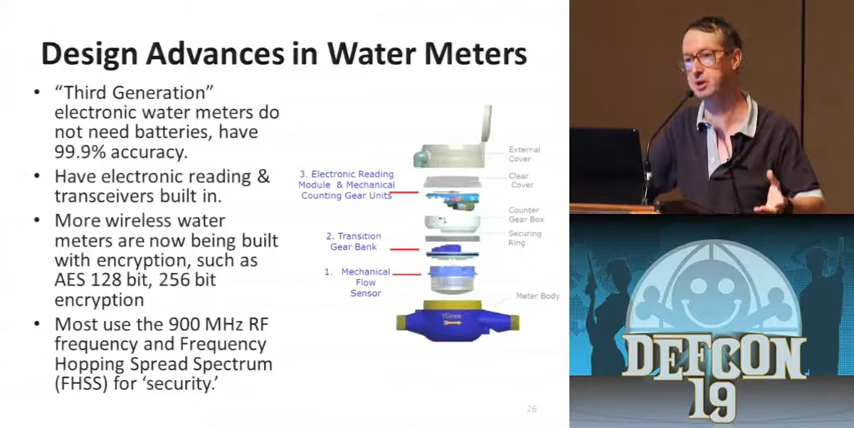 Design Advances in Water Meters
• “Third Generation”
electronic water meters do
not need batteries, have
99.9% accuracy.
• Have electronic reading &
transceivers built in.
• More wireless water
meters are now being built
with encryption, such as
AES 128 bit, 256 bit
encryption
• Most use the 900 MHz RF
frequency and Frequency
Hopping Spread Spectrum
(FHSS) for ‘security.’
External
Cover
3. Electronic Reading
Module & Mechanical
Counting Gear Units
Clear
Cover
Counter
Gear Box
Securing
Ring
2. Transition
Gear Bank
1. Mechanical
Flow
Sensor
Meter Body
26
DEFCON
19